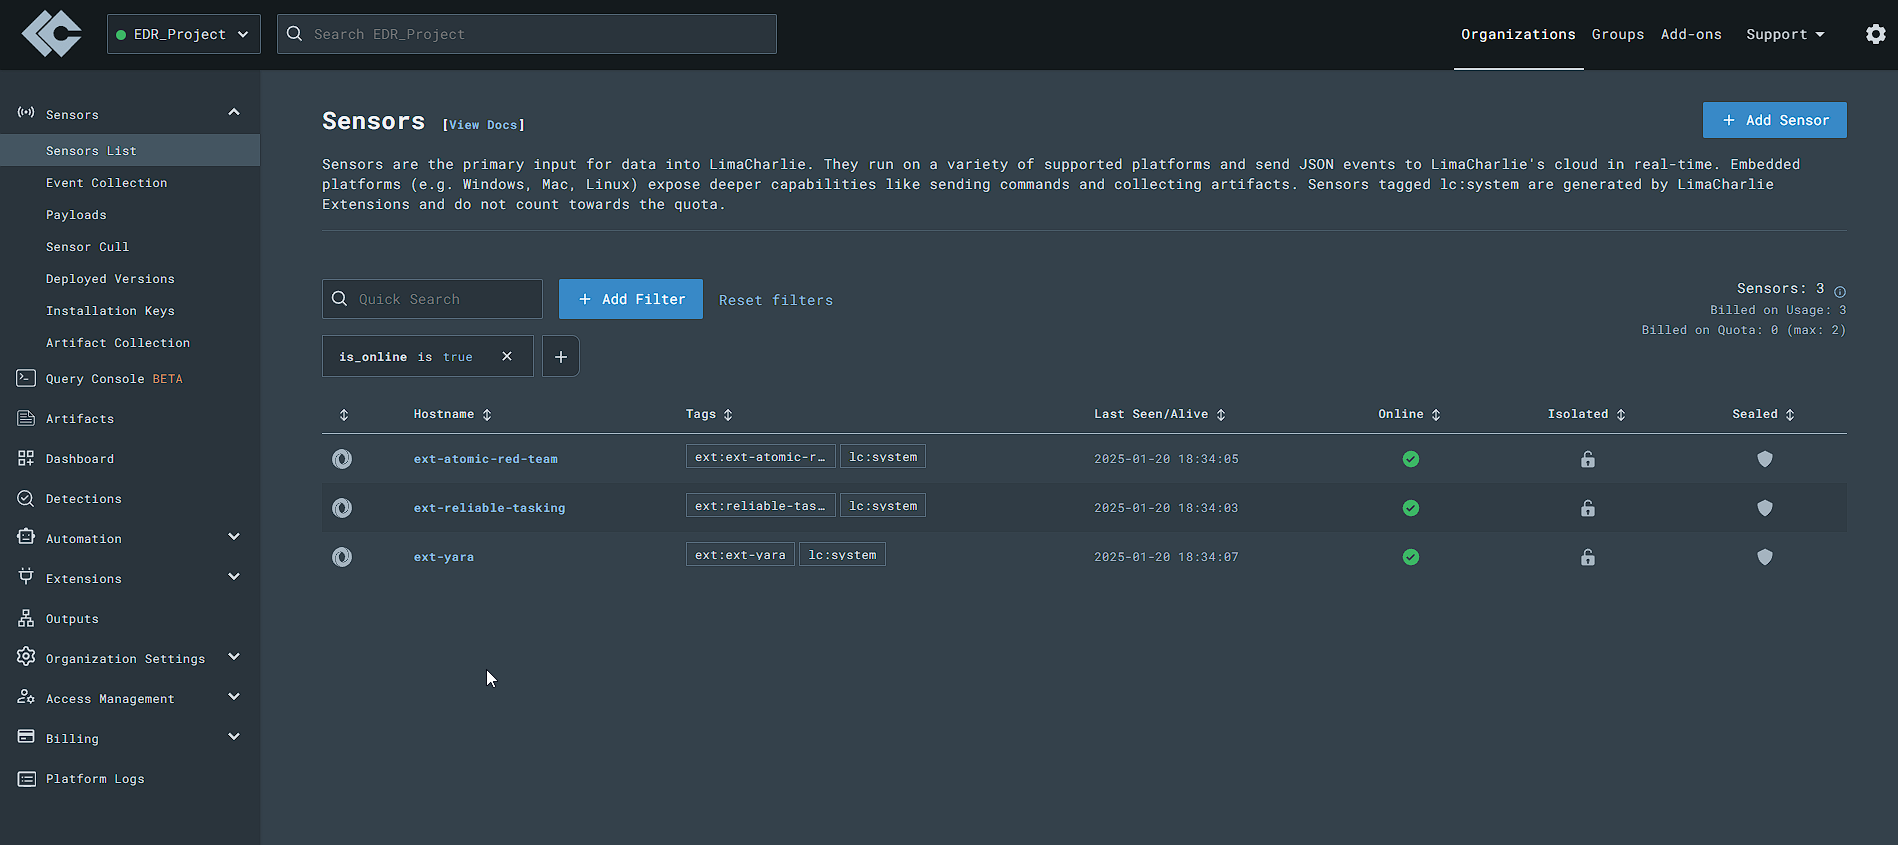 EDR_Project
Search EDR_Project
Organizations Groups Add-ons Support
Sensors
Sensors List
Event Collection
Payloads
Sensor Cull
Deployed Versions
Installation Keys
Artifact Collection
Query Console BETA
Artifacts
Dashboard
Detections
Automation
Extensions
Outputs
Organization Settings
Access Management
Billing
Platform Logs
Sensors [View Docs]
+ Add Sensor
Sensors are the primary input for data into LimaCharlie. They run on a variety of supported platforms and send JSON events to LimaCharlie's cloud in real-time. Embedded
platforms (e.g. Windows, Mac, Linux) expose deeper capabilities like sending commands and collecting artifacts. Sensors tagged lc:system are generated by LimaCharlie
Extensions and do not count towards the quota.
Quick Search
+ Add Filter
Reset filters
Sensors: 3
Billed on Usage: 3
Billed on Quota: 0 (max: 2)
is_online is true
Hostname Tags Last Seen/Alive Online Isolated Sealed
ext-atomic-red-team ext:ext-atomic-r… lc:system 2025-01-20 18:34:05
ext-reliable-tasking ext:reliable-tas… lc:system 2025-01-20 18:34:03
ext-yara ext:ext-yara lc:system 2025-01-20 18:34:07